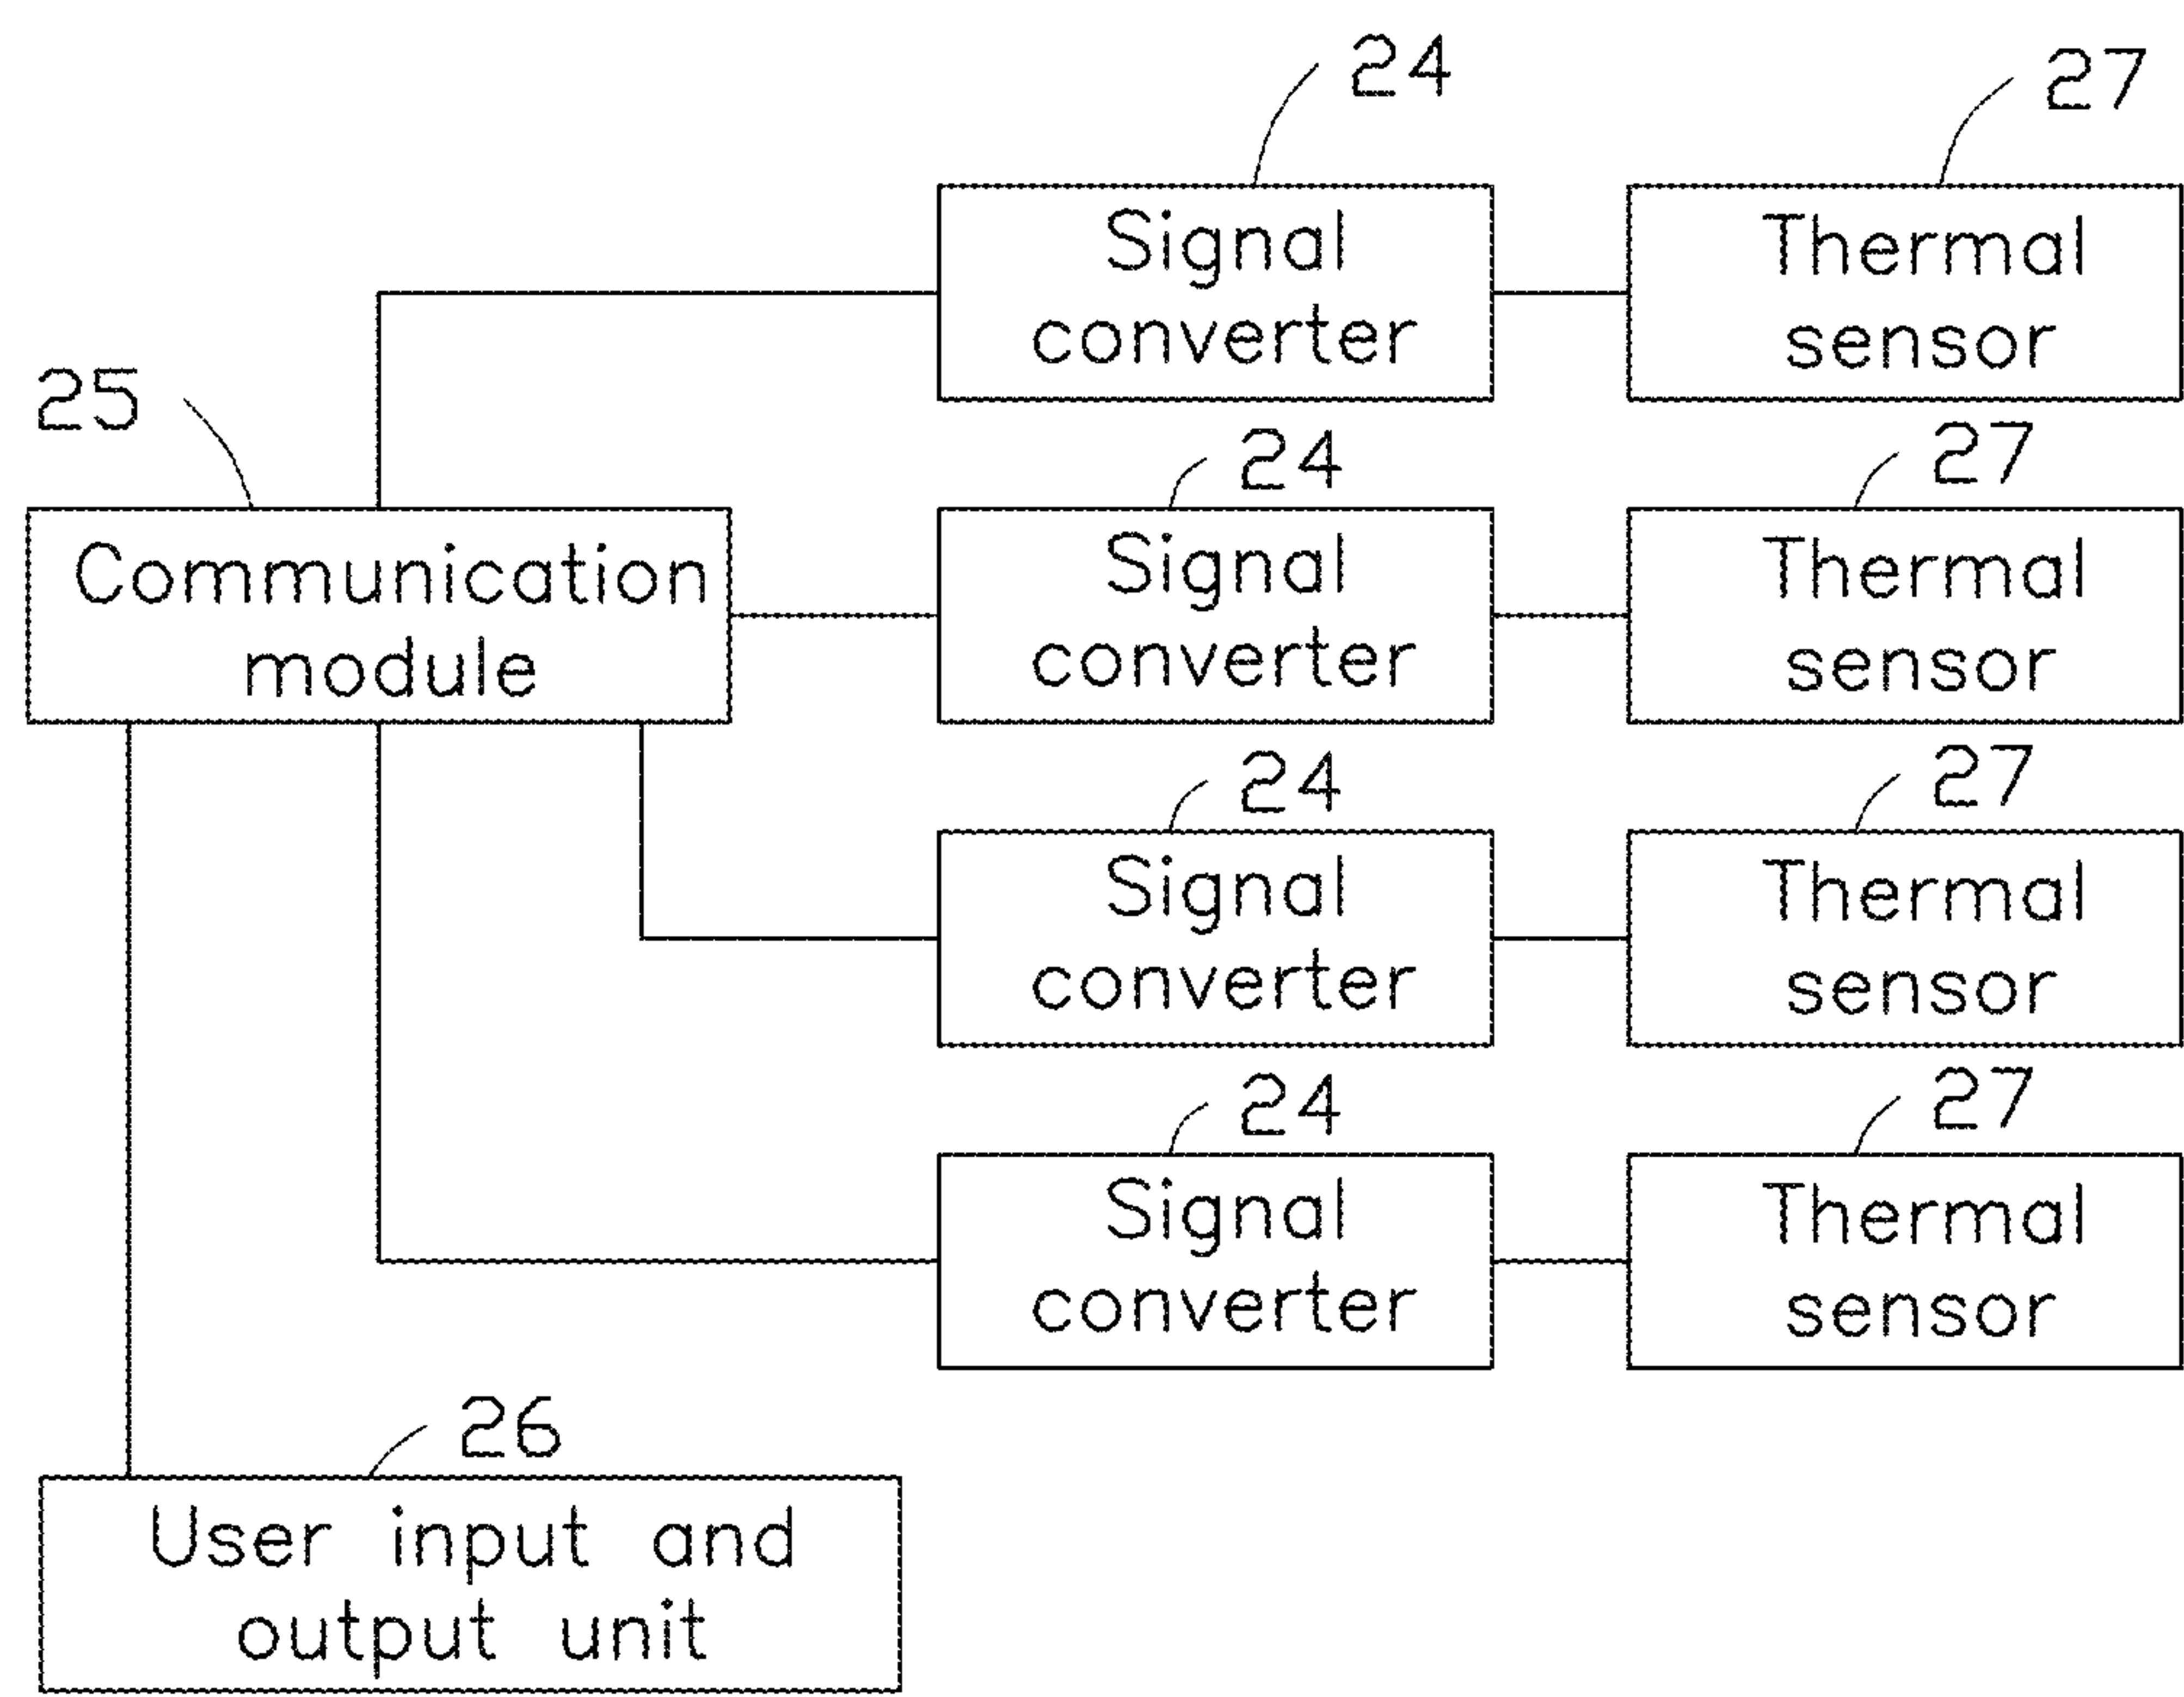 24
27
Signal
converter
Thermal
sensor
25
24
27
Communication
module
Signal
converter
Thermal
sensor
24
27
Signal
converter
Thermal
sensor
24
27
Signal
converter
Thermal
sensor
26
User input and
output unit